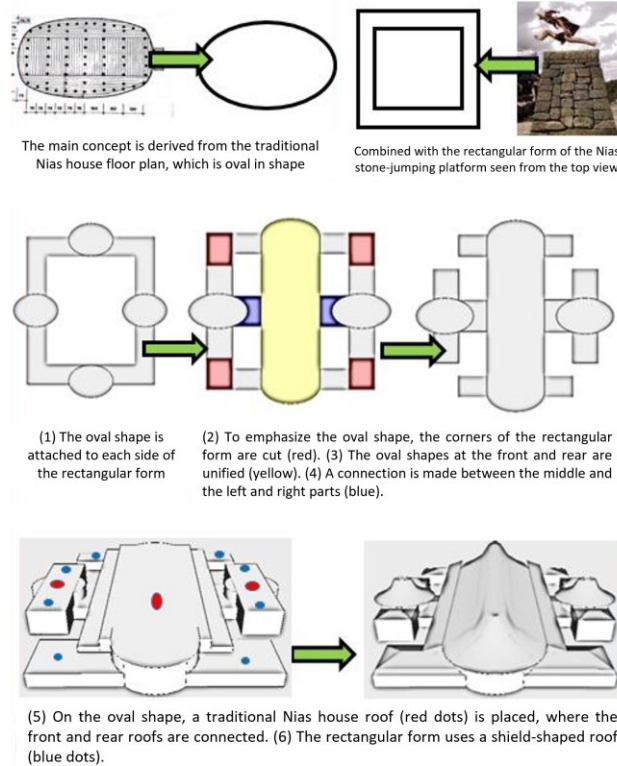 The main concept is derived from the traditional
Nias house floor plan, which is oval in shape
Combined with the rectangular form of the Nias
stone-jumping platform seen from the top view
(1) The oval shape is
attached to each side of
the rectangular form
(2) To emphasize the oval shape, the corners of the rectangular
form are cut (red). (3) The oval shapes at the front and rear are
unified (yellow). (4) A connection is made between the middle and
the left and right parts (blue).
(5) On the oval shape, a traditional Nias house roof (red dots) is placed, where the
front and rear roofs are connected. (6) The rectangular form uses a shield-shaped roof
(blue dots).